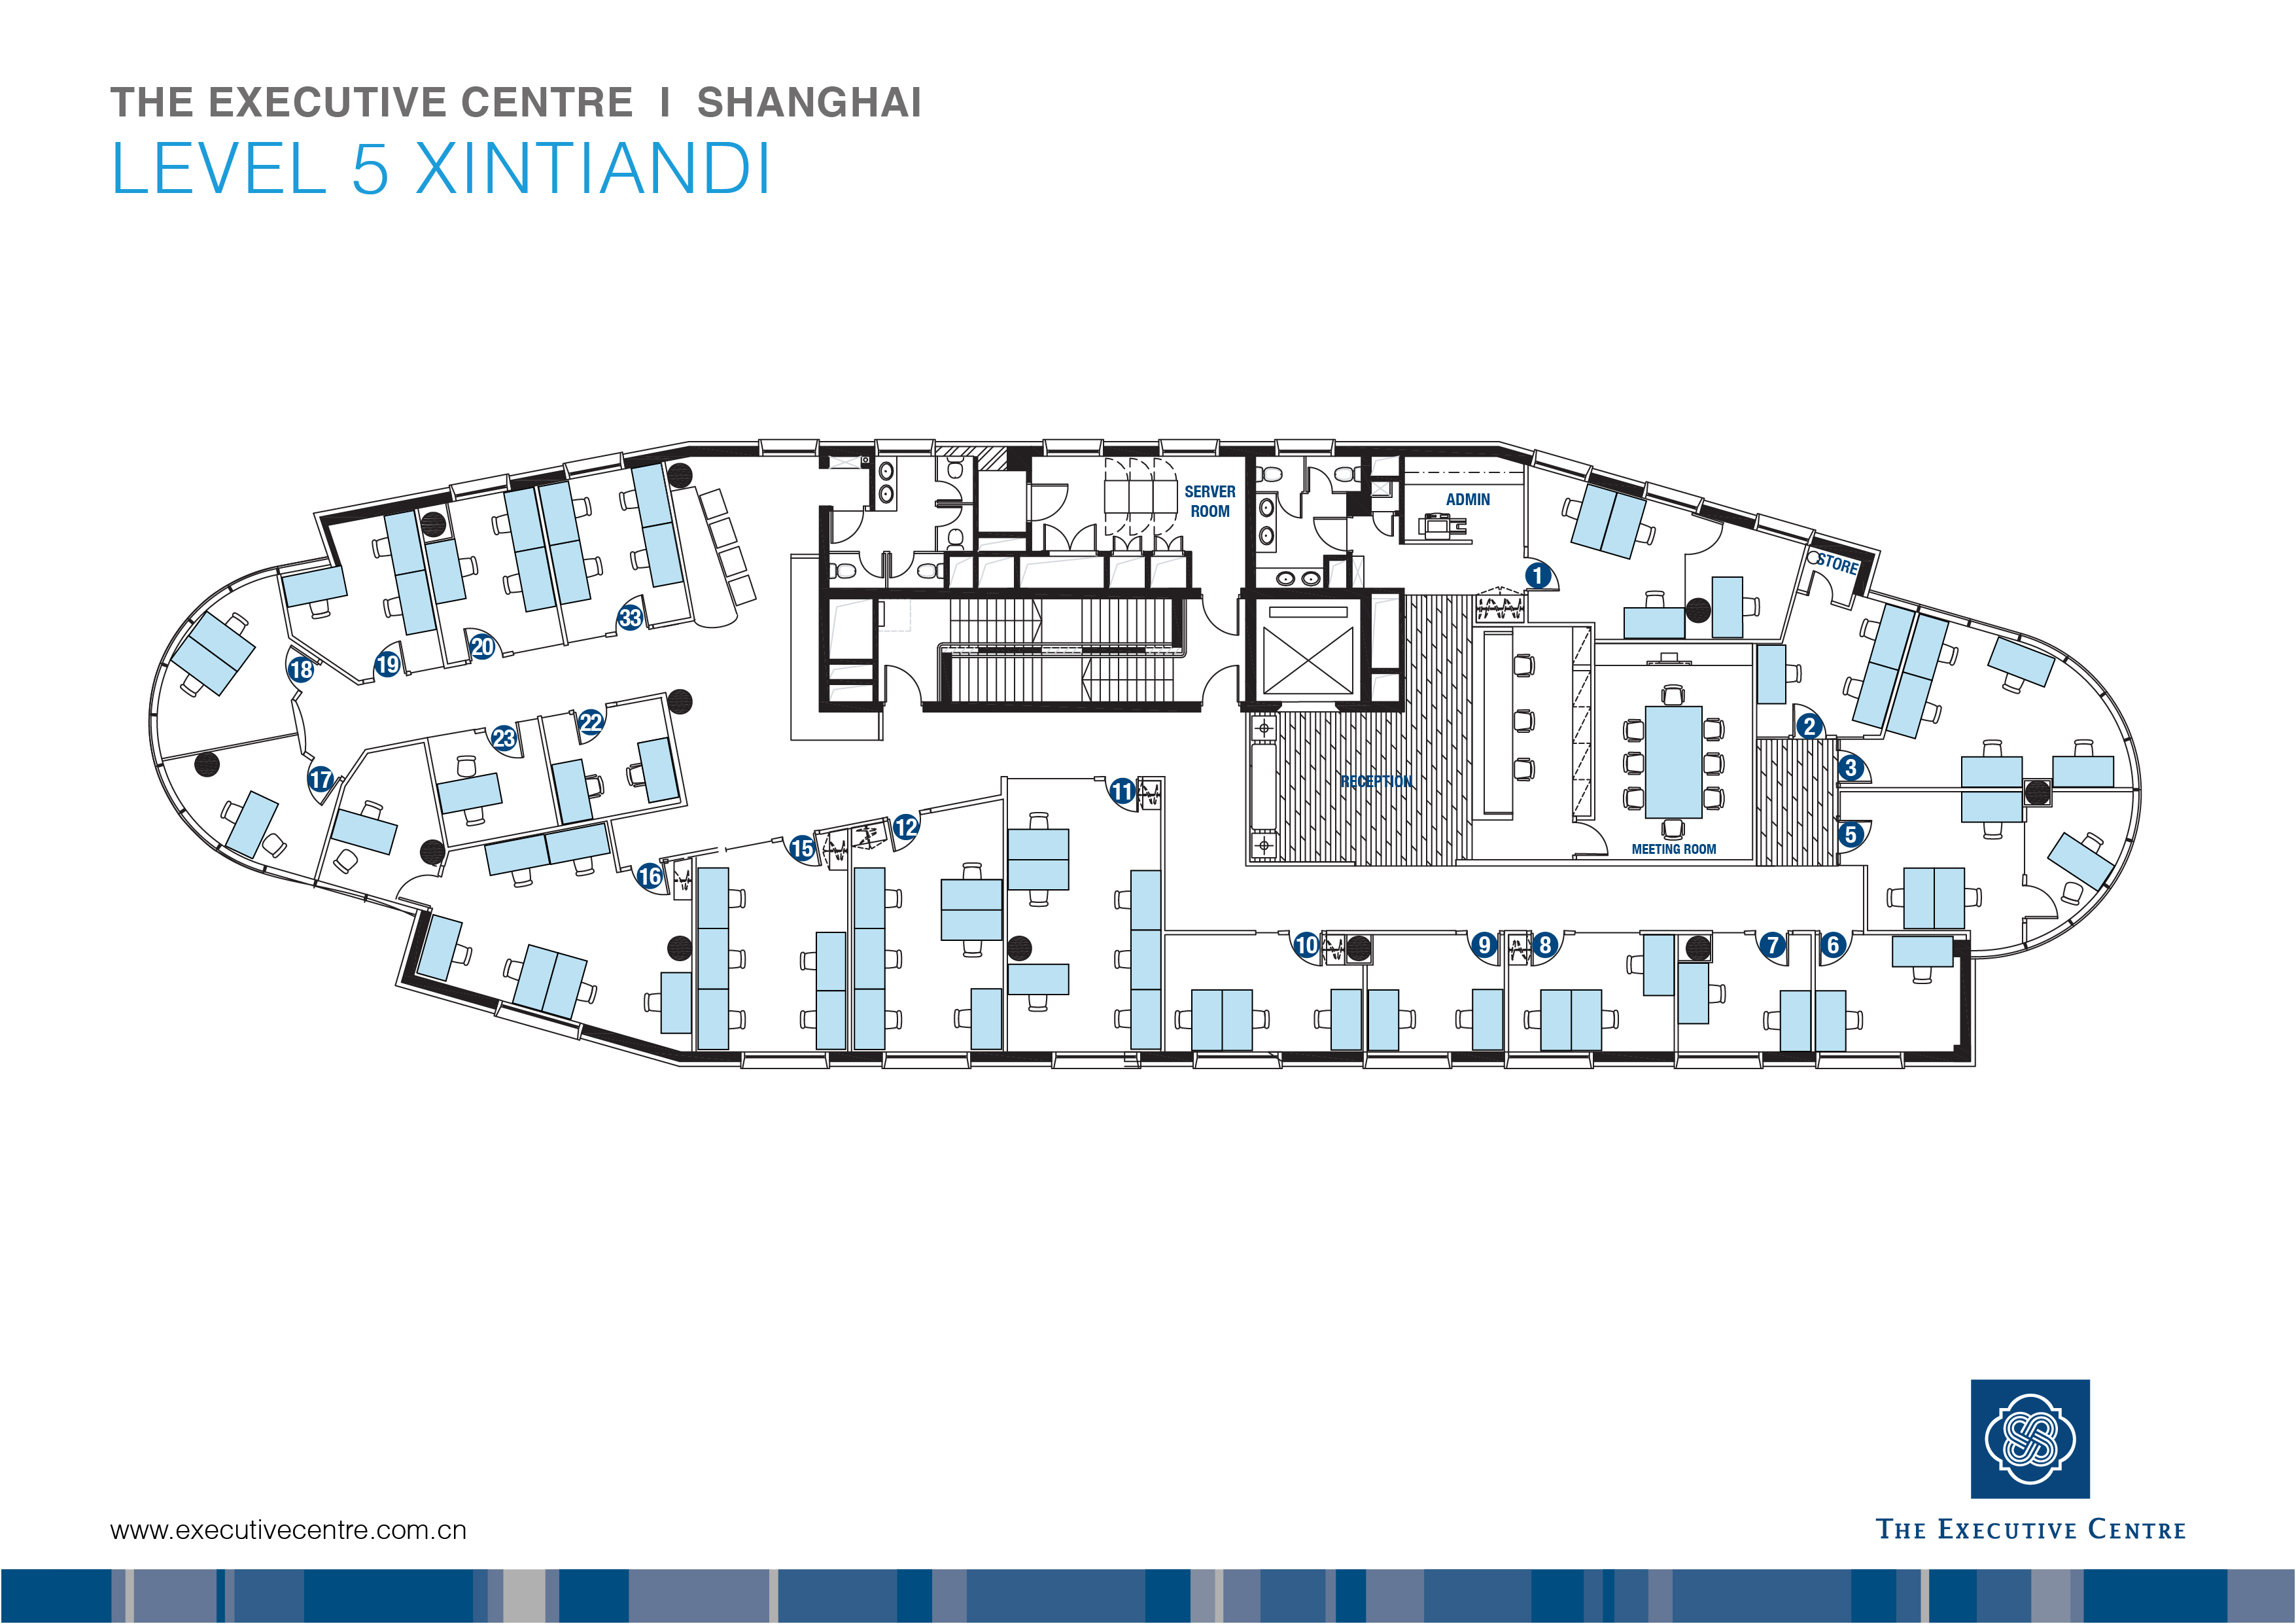 THE EXECUTIVE CENTRE I SHANGHAI
LEVEL 5 XINTIANDI
SERVER
ROOM
ADMIN
STORE
1
33
20
19
18
22
23
17
2
3
5
RECEPTION
MEETING ROOM
11
12
15
16
10
9
8
7
6
www.executivecentre.com.cn
THE EXECUTIVE CENTRE